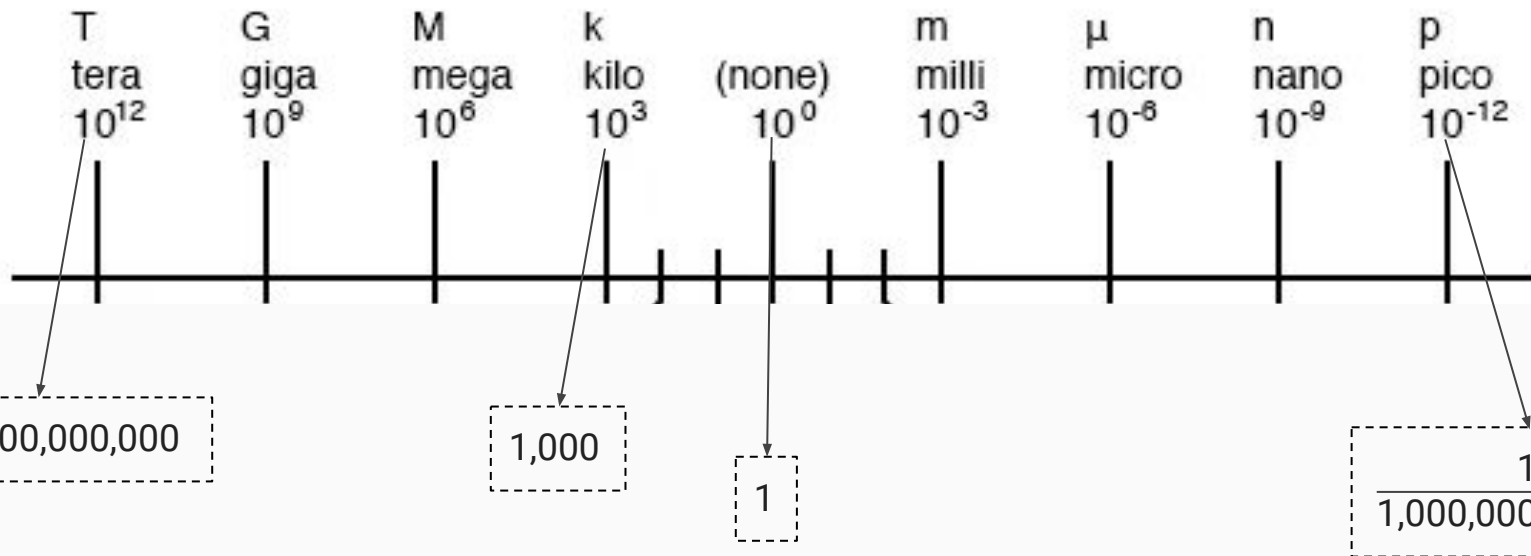 T G M k m µ n p
tera giga mega kilo (none) milli micro nano pico
10¹² 10⁹ 10⁶ 10³ 10⁰ 10⁻³ 10⁻⁶ 10⁻⁹ 10⁻¹²
00,000,000
1,000
1
1
1,000,000